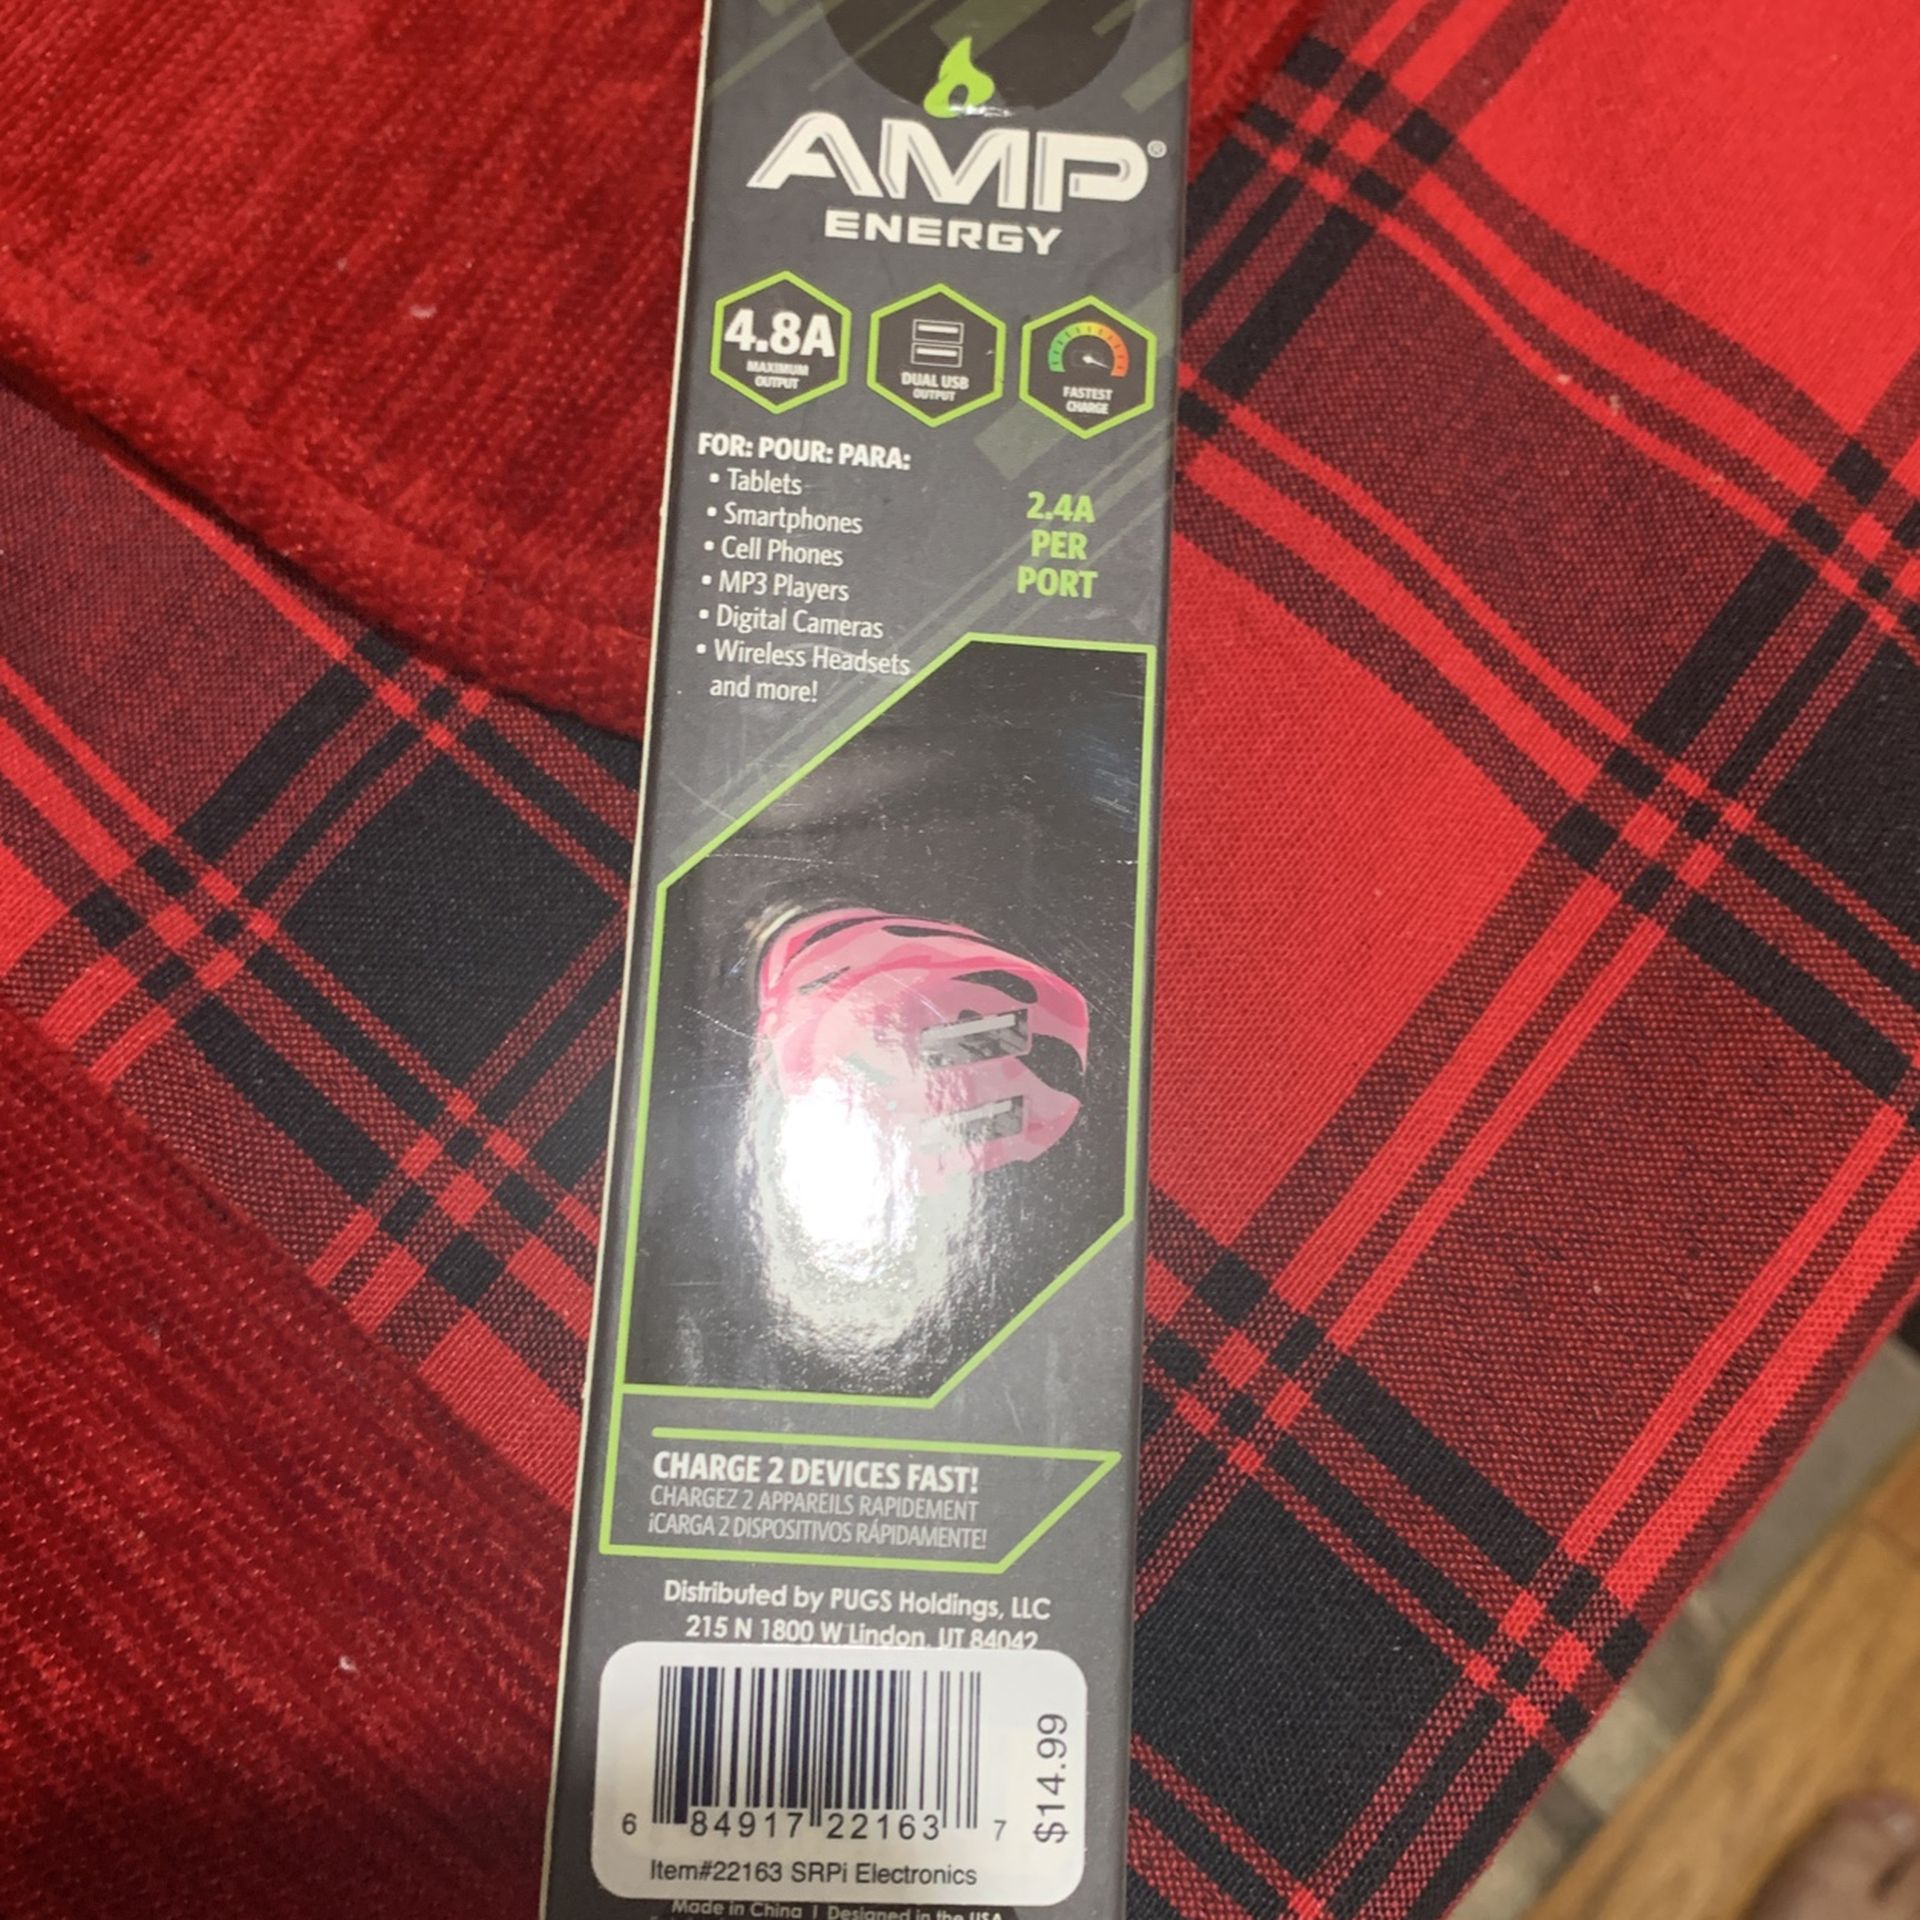 AMP®
ENERGY
4.8A
MAXIMUM
OUTPUT
DUAL USB
OUTPUT
FASTEST
CHARGE
FOR: POUR: PARA:
• Tablets
• Smartphones
• Cell Phones
• MP3 Players
• Digital Cameras
• Wireless Headsets
and more!
2.4A
PER
PORT
CHARGE 2 DEVICES FAST!
CHARGEZ 2 APPAREILS RAPIDEMENT
¡CARGA 2 DISPOSITIVOS RÁPIDAMENTE!
Distributed by PUGS Holdings, LLC
215 N 1800 W Lindon, UT 84042
6 84917 22163 7
$14.99
Item#22163 SRPi Electronics
Made in China | Designed in the USA